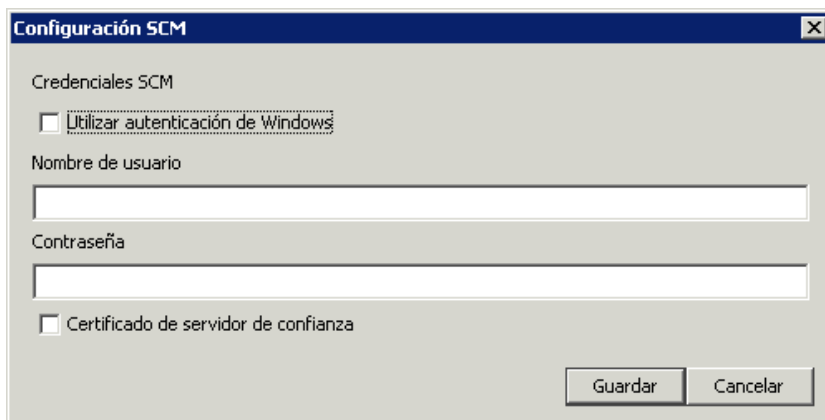 Configuración SCM
Credenciales SCM
Utilizar autenticación de Windows
Nombre de usuario
Contraseña
Certificado de servidor de confianza
Guardar Cancelar